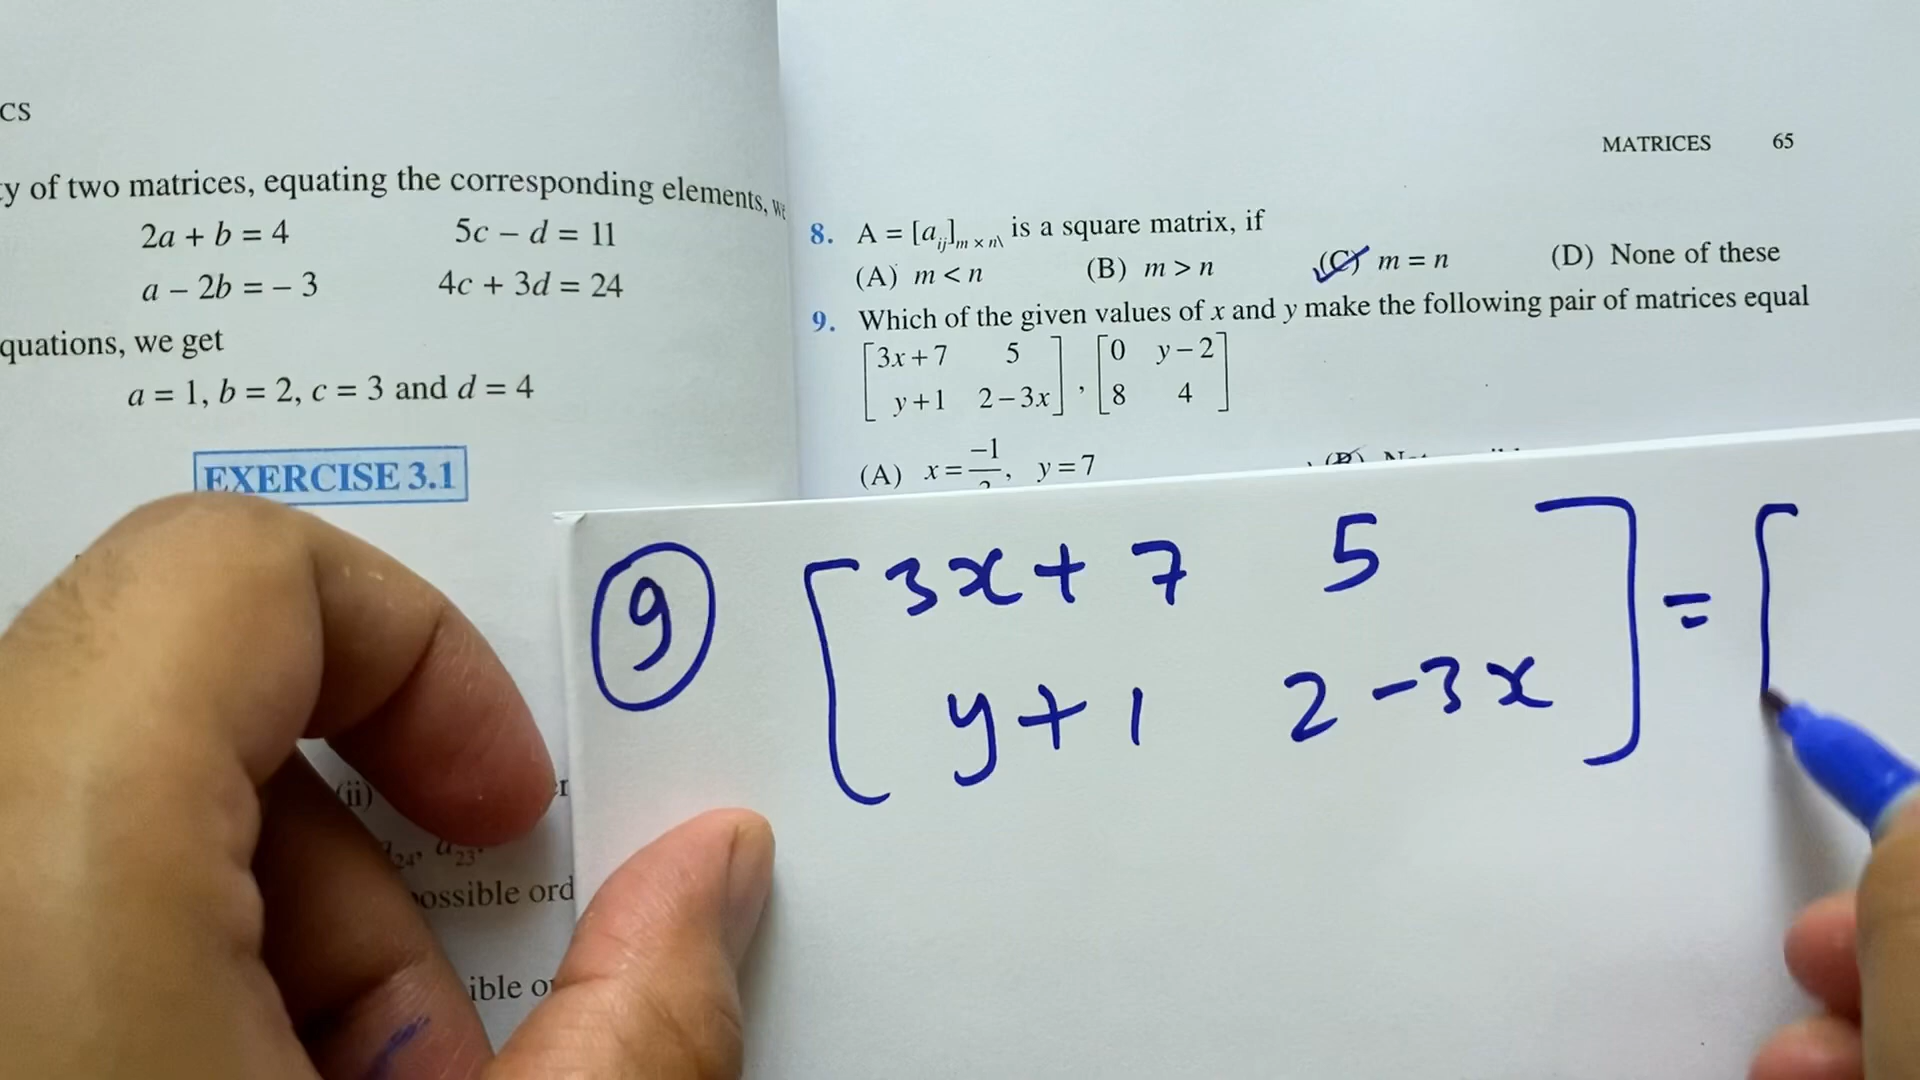 CS
y of two matrices, equating the corresponding elements, we
2a + b = 4 5c − d = 11
a − 2b = − 3 4c + 3d = 24
quations, we get
a = 1, b = 2, c = 3 and d = 4
EXERCISE 3.1
(ii)
24, a23.
possible ord
ible o
MATRICES 65
8. A = [aij]m × n\ is a square matrix, if
(A) m < n (B) m > n (C) m = n (D) None of these
9. Which of the given values of x and y make the following pair of matrices equal
[3x + 7 5] [0 y − 2]
[y + 1 2 − 3x] , [8 4]
(A) x = −1/ , y = 7 (B)
9 [3x + 7 5] = [
y + 1 2 − 3x